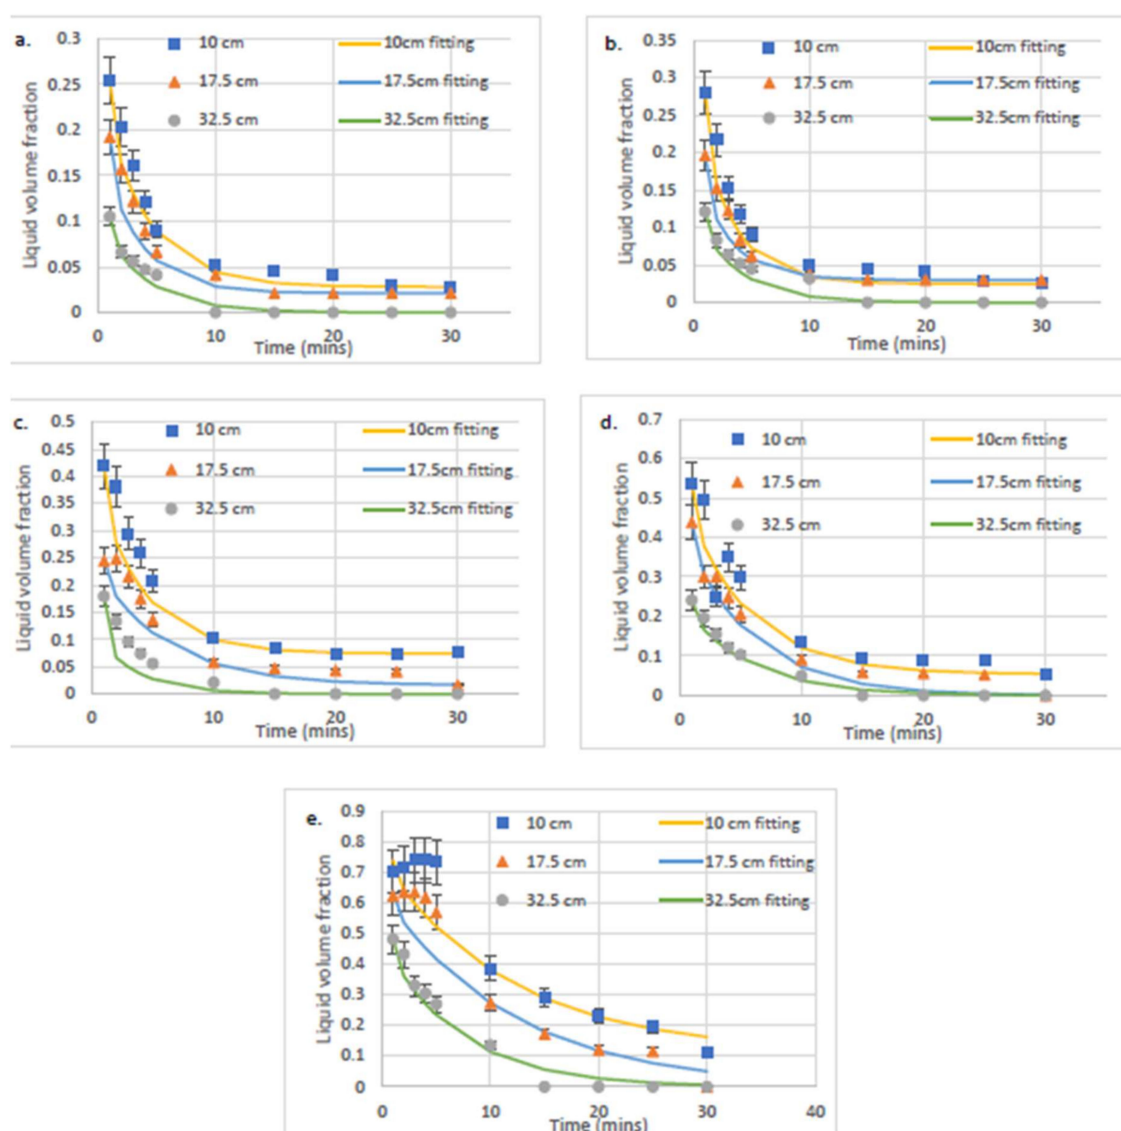 a.
10 cm
10cm fitting
17.5 cm
17.5cm fitting
32.5 cm
32.5cm fitting
Liquid volume fraction
0.3
0.25
0.2
0.15
0.1
0.05
0
0 10 20 30
Time (mins)
b.
10 cm
10cm fitting
17.5 cm
17.5cm fitting
32.5 cm
32.5cm fitting
Liquid volume fraction
0.35
0.3
0.25
0.2
0.15
0.1
0.05
0
0 10 20 30
Time (mins)
c.
10 cm
10cm fitting
17.5 cm
17.5cm fitting
32.5 cm
32.5cm fitting
Liquid volume fraction
0.5
0.45
0.4
0.35
0.3
0.25
0.2
0.15
0.1
0.05
0
0 10 20 30
Time (mins)
d.
10 cm
10cm fitting
17.5 cm
17.5cm fitting
32.5 cm
32.5cm fitting
Liquid volume fraction
0.7
0.6
0.5
0.4
0.3
0.2
0.1
0
0 10 20 30
Time (mins)
e.
10 cm
10 cm fitting
17.5 cm
17.5 cm fitting
32.5 cm
32.5cm fitting
Liquid volume fraction
0.9
0.8
0.7
0.6
0.5
0.4
0.3
0.2
0.1
0
0 10 20 30 40
Time (mins)